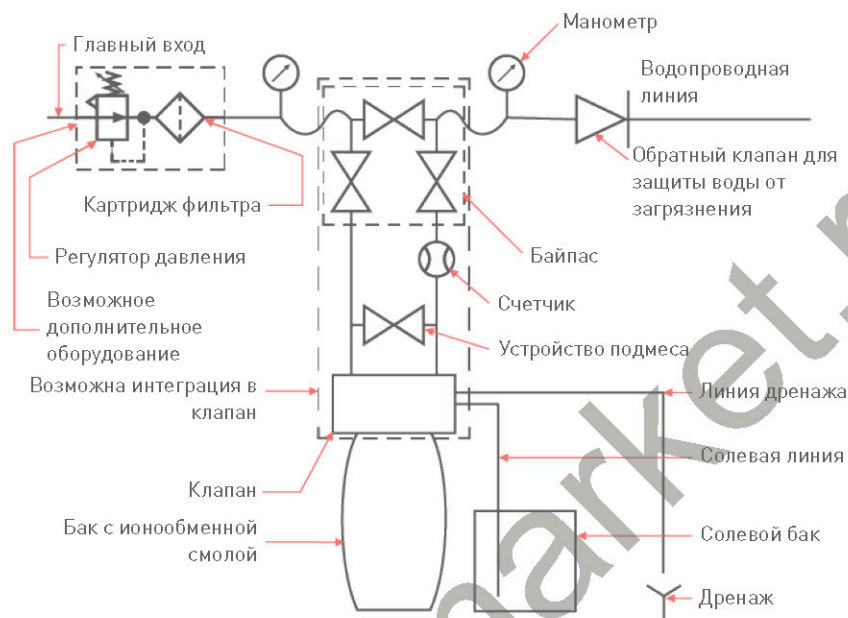 Главный вход
Манометр
Водопроводная
линия
Обратный клапан для
защиты воды от
загрязнения
Картридж фильтра
Регулятор давления
Байпас
Возможное
дополнительное
оборудование
Счетчик
Устройство подмеса
Возможна интеграция в
клапан
Линия дренажа
Солевая линия
Клапан
Бак с ионообменной
смолой
Солевой бак
Дренаж